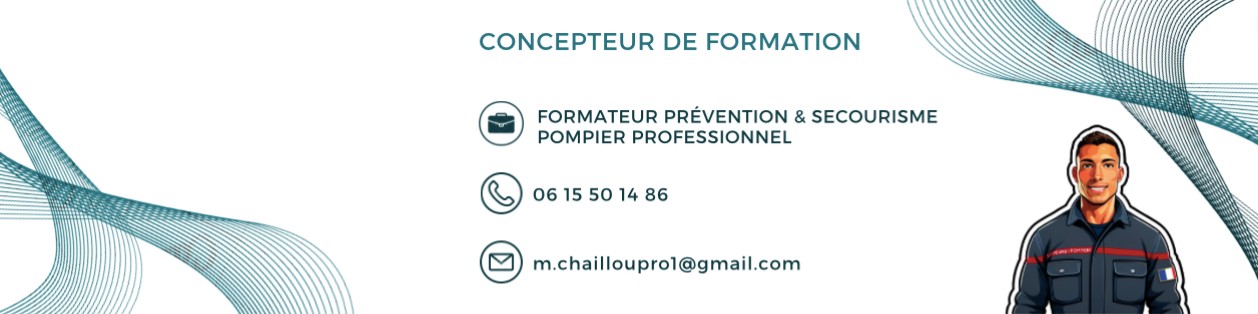 CONCEPTEUR DE FORMATION
FORMATEUR PRÉVENTION & SECOURISME
POMPIER PROFESSIONNEL
06 15 50 14 86
m.chailloupro1@gmail.com